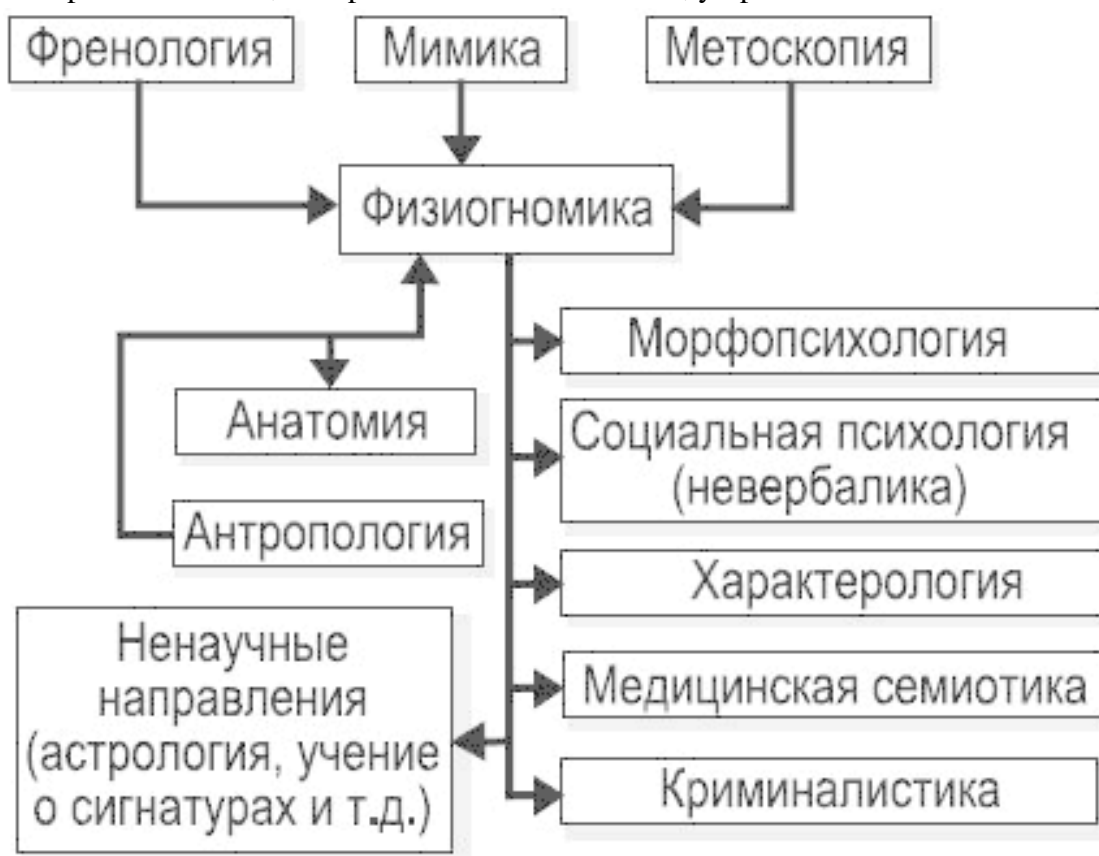 Френология
Мимика
Метоскопия
Физиогномика
Морфопсихология
Анатомия
Социальная психология
(невербалика)
Антропология
Характерология
Ненаучные
направления
(астрология, учение
о сигнатурах и т.д.)
Медицинская семиотика
Криминалистика